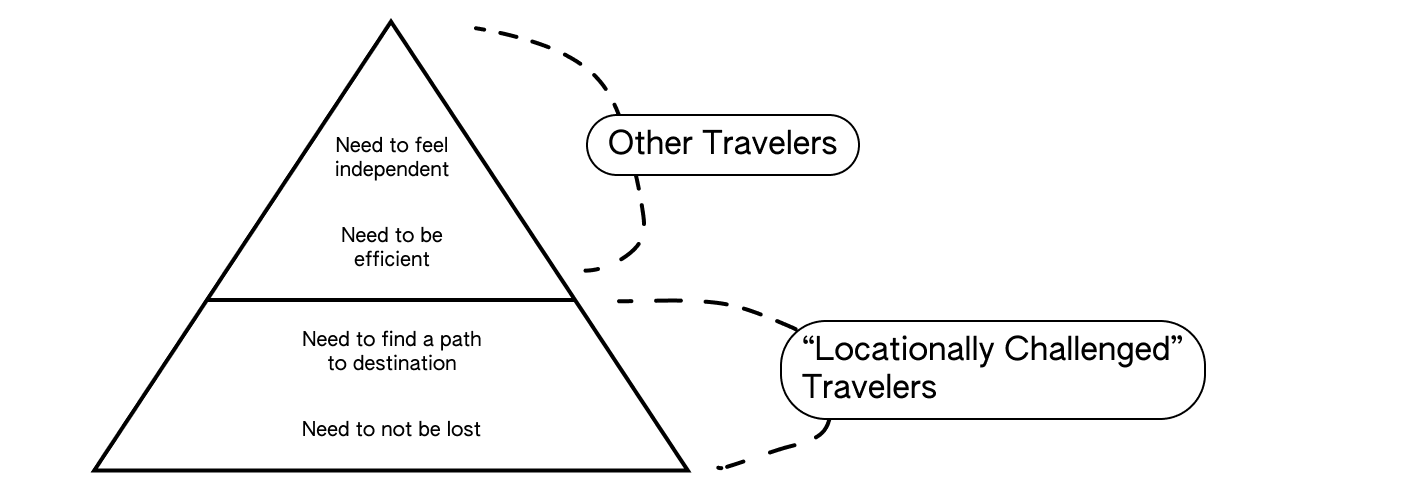 Need to feel
independent
Other Travelers
Need to be
efficient
Need to find a path
to destination
“Locationally Challenged”
Travelers
Need to not be lost